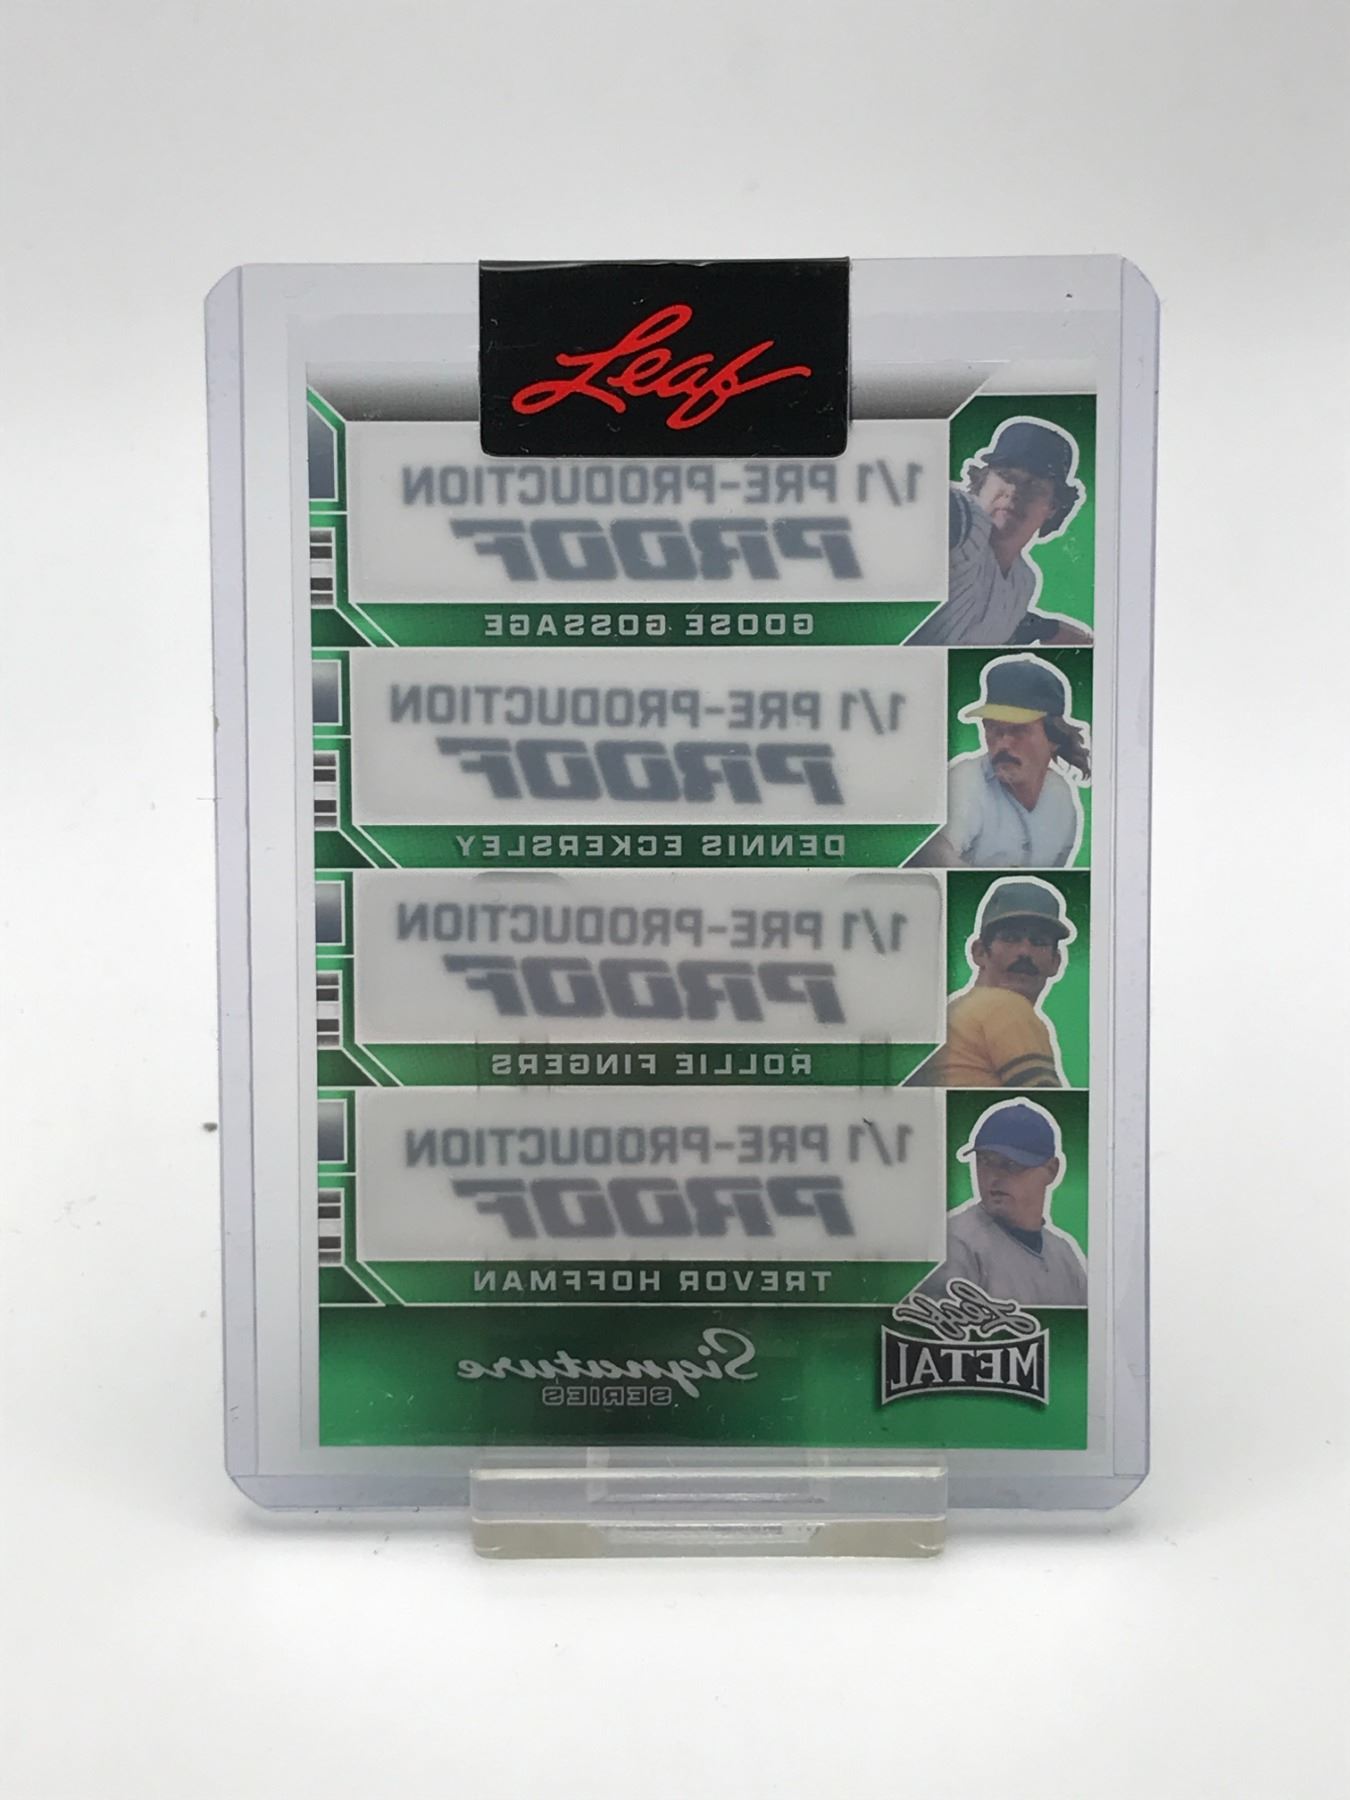 Leaf
1/1 PRE-PRODUCTION
PROOF
GOOSE GOSSAGE
1/1 PRE-PRODUCTION
PROOF
DENNIS ECKERSLEY
1/1 PRE-PRODUCTION
PROOF
ROLLIE FINGERS
1/1 PRE-PRODUCTION
PROOF
TREVOR HOFFMAN
Leaf
METAL
Signature
SERIES